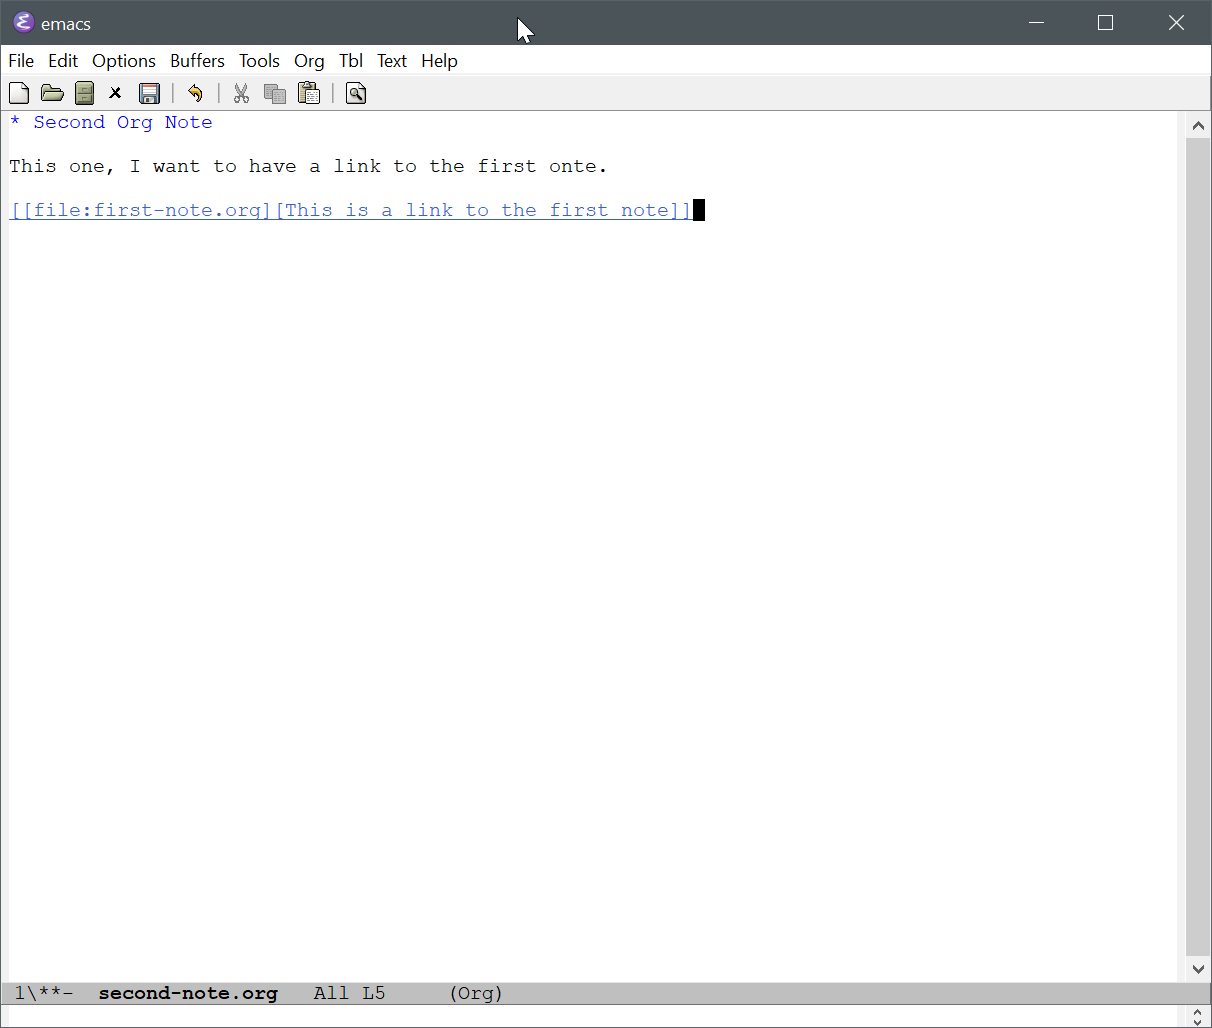 emacs
File Edit Options Buffers Tools Org Tbl Text Help
* Second Org Note
This one, I want to have a link to the first onte.
[[file:first-note.org][This is a link to the first note]]
1\**-  second-note.org   All L5     (Org)